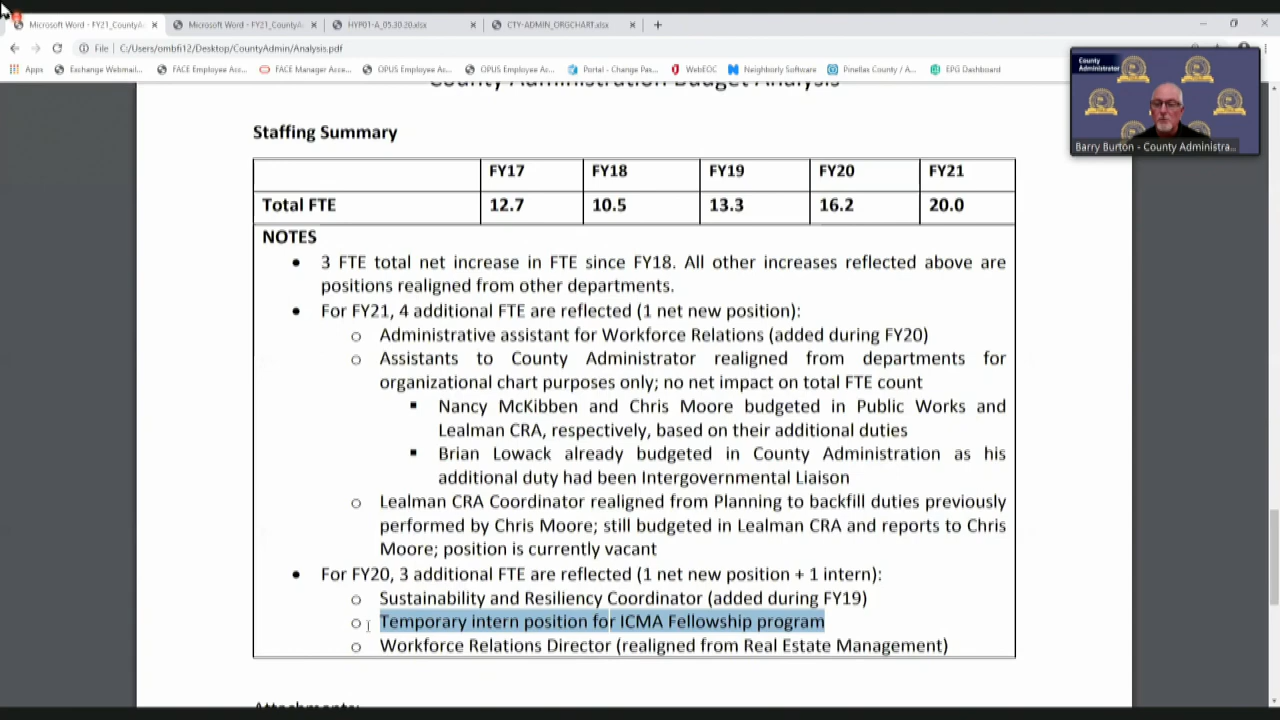 Microsoft Word - FY21_CountyA
Microsoft Word - FY21_CountyA
HYP01-A_05.30.20.xlsx
CTY-ADMIN_ORGCHART.xlsx
File | C:/Users/ombfi12/Desktop/CountyAdmin/Analysis.pdf
Apps
Exchange Webmail...
FACE Employee Acc...
FACE Manager Acce...
OPUS Employee Ac...
OPUS Employee Ac...
Portal - Change Pas...
WebEOC
Neighborly Software
Pinellas County / A...
EPG Dashboard
County Administrator
Barry Burton - County Administra...
County Administration Budget Analysis
Staffing Summary
FY17 FY18 FY19 FY20 FY21
Total FTE 12.7 10.5 13.3 16.2 20.0
NOTES
• 3 FTE total net increase in FTE since FY18. All other increases reflected above are
positions realigned from other departments.
• For FY21, 4 additional FTE are reflected (1 net new position):
o Administrative assistant for Workforce Relations (added during FY20)
o Assistants to County Administrator realigned from departments for
organizational chart purposes only; no net impact on total FTE count
▪ Nancy McKibben and Chris Moore budgeted in Public Works and
Lealman CRA, respectively, based on their additional duties
▪ Brian Lowack already budgeted in County Administration as his
additional duty had been Intergovernmental Liaison
o Lealman CRA Coordinator realigned from Planning to backfill duties previously
performed by Chris Moore; still budgeted in Lealman CRA and reports to Chris
Moore; position is currently vacant
• For FY20, 3 additional FTE are reflected (1 net new position + 1 intern):
o Sustainability and Resiliency Coordinator (added during FY19)
o Temporary intern position for ICMA Fellowship program
o Workforce Relations Director (realigned from Real Estate Management)
Attachments: